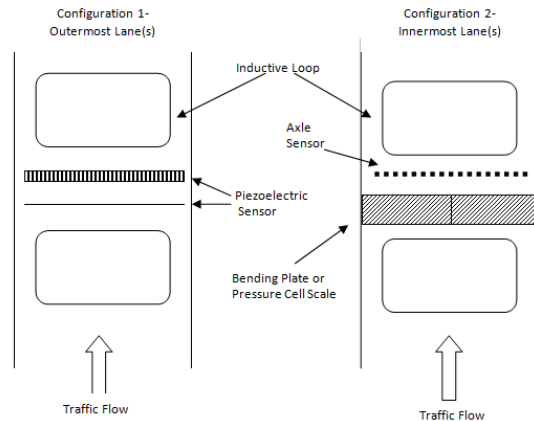 Configuration 1-
Outermost Lane(s)
Configuration 2-
Innermost Lane(s)
Inductive Loop
Axle
Sensor
Piezoelectric
Sensor
Bending Plate or
Pressure Cell Scale
Traffic Flow
Traffic Flow